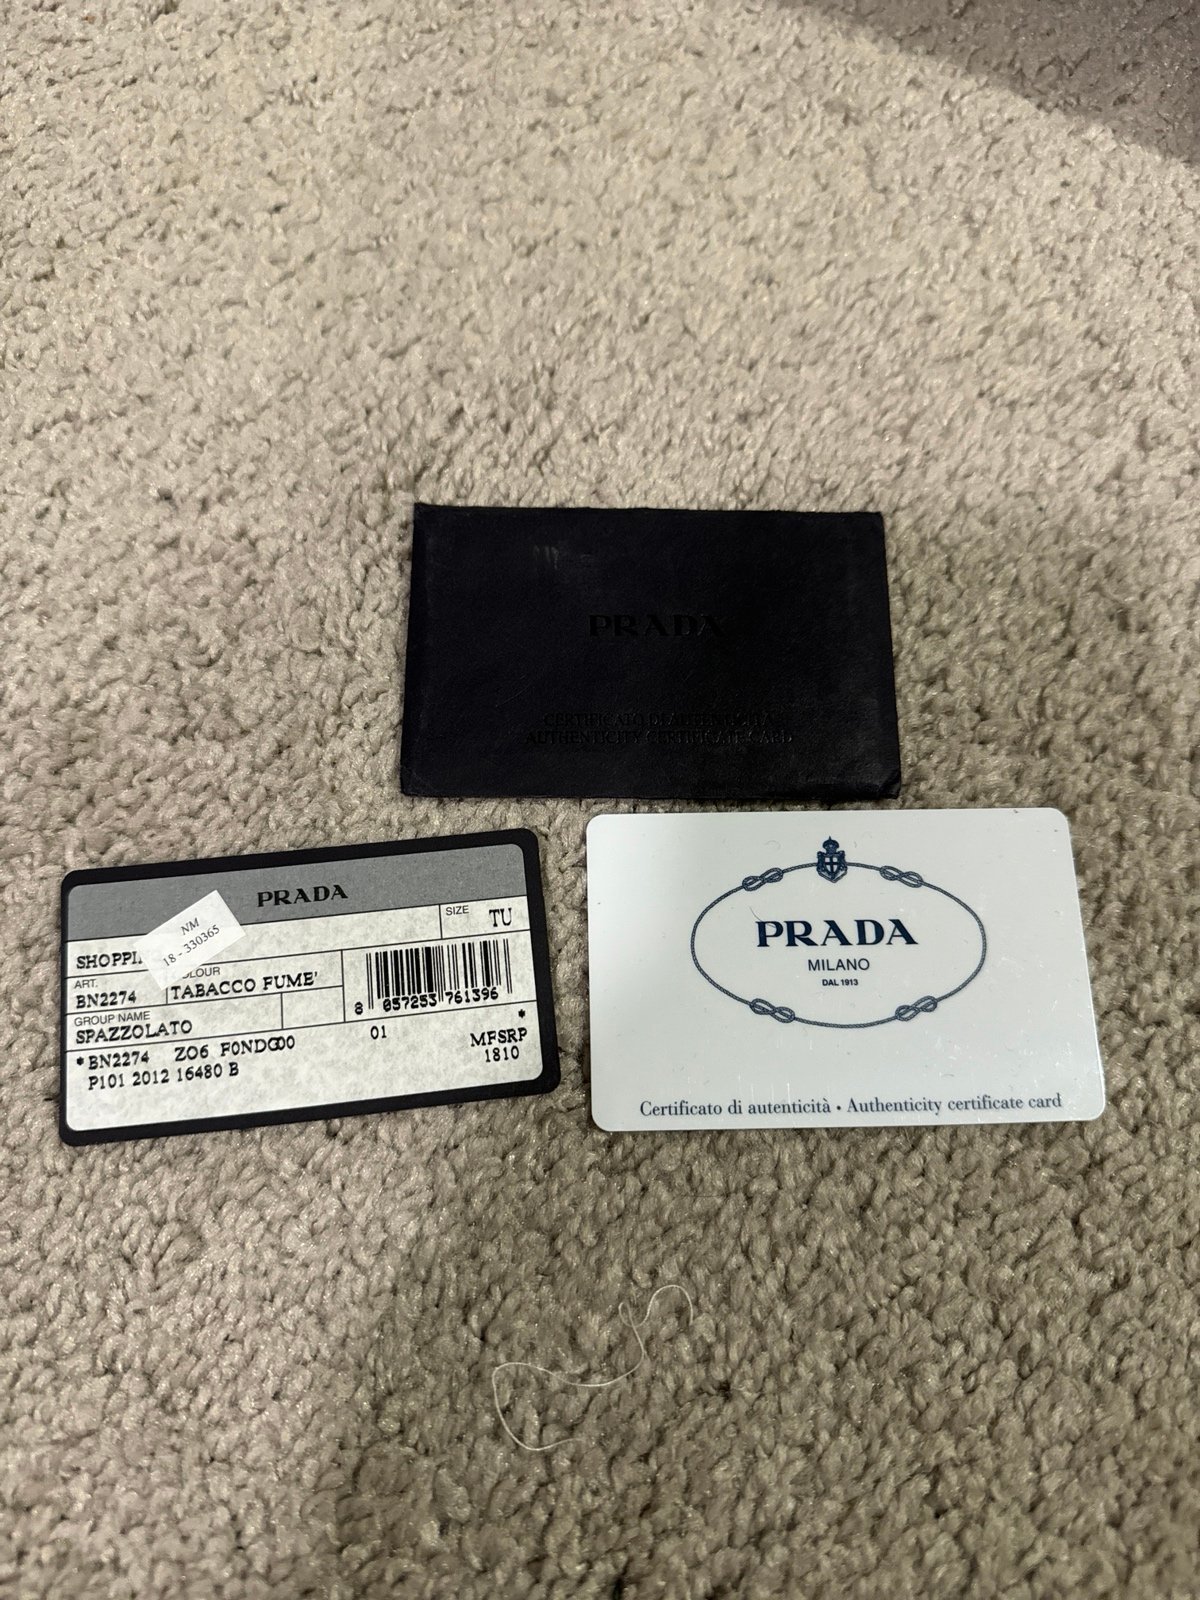 PRADA
CERTIFICATO DI AUTENTICITÀ
AUTHENTICITY CERTIFICATE CARD
PRADA
SIZE TU
NM
18 - 330365
SHOPPI
ART. OLOUR
BN2274 TABACCO FUME'
8 057253 761396
GROUP NAME
SPAZZOLATO
*BN2274 ZO6 F0NDG00 01 *
P101 2012 16480 B
MFSRP
1810
PRADA
MILANO
DAL 1913
Certificato di autenticità • Authenticity certificate card